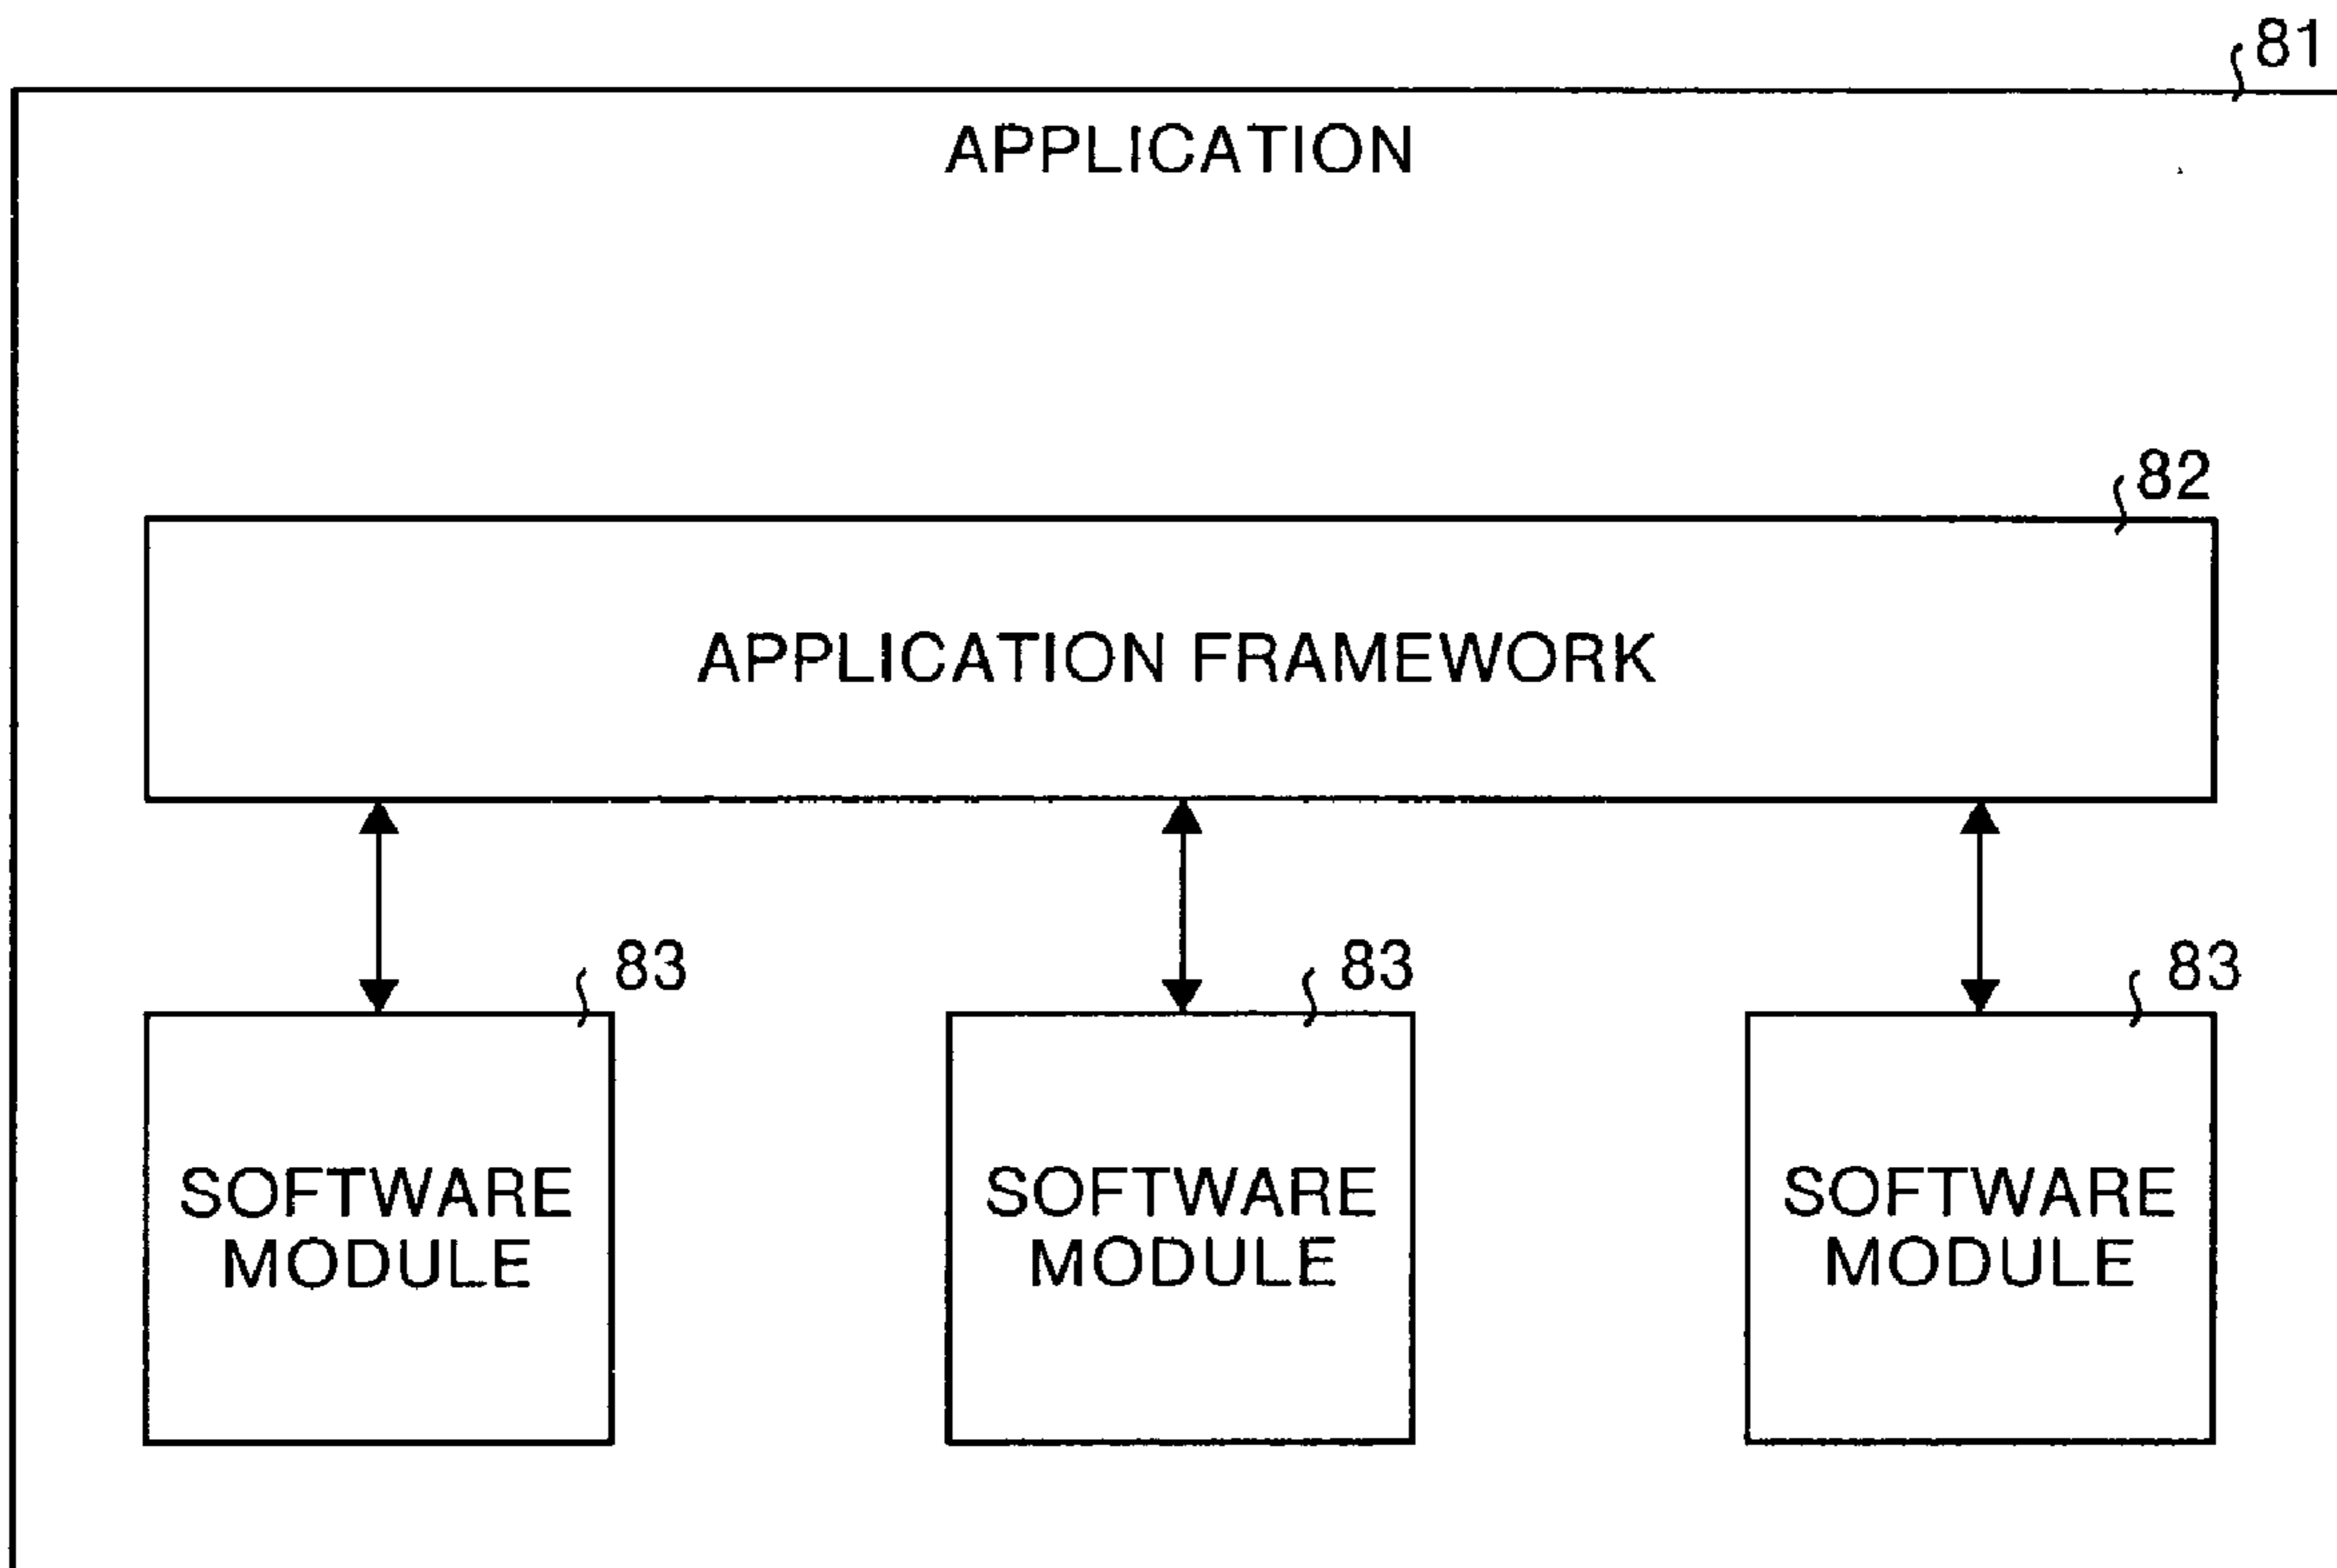 81
APPLICATION
82
APPLICATION FRAMEWORK
83
83
83
SOFTWARE
MODULE
SOFTWARE
MODULE
SOFTWARE
MODULE